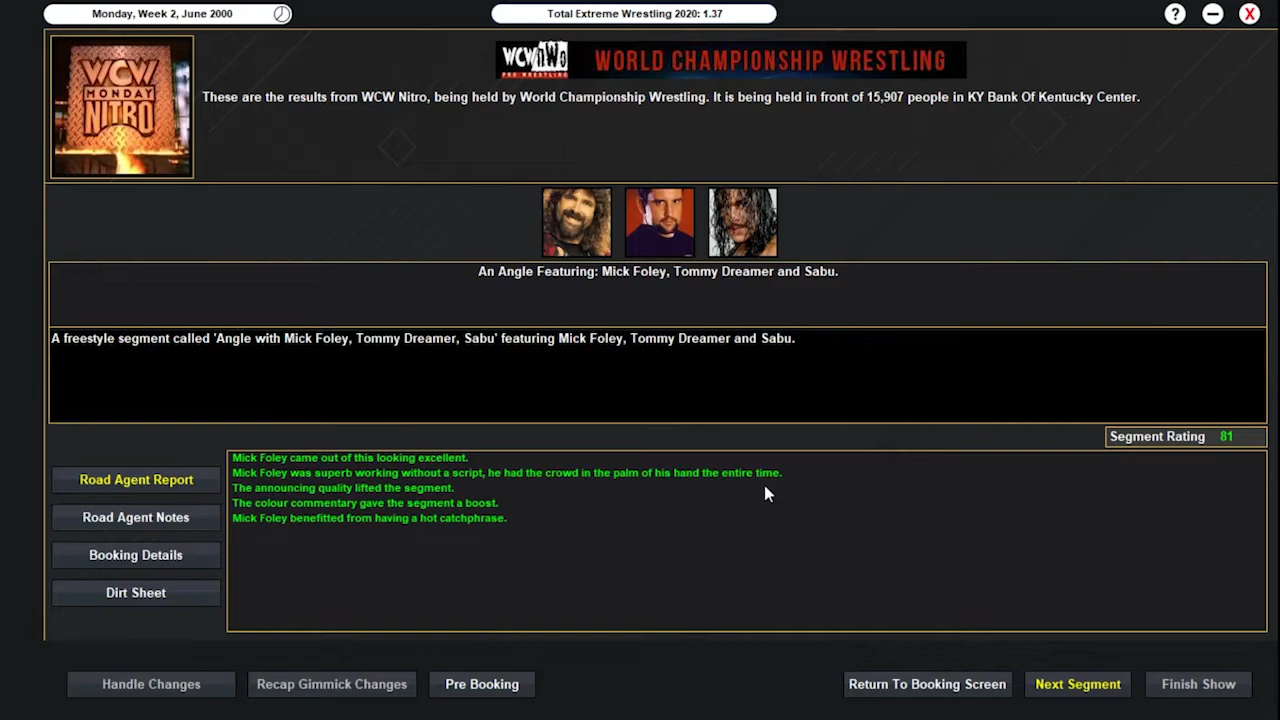 Monday, Week 2, June 2000
Total Extreme Wrestling 2020: 1.37
?
X
WCW
MONDAY
NITRO
WCW nWo
PRO WRESTLING
WORLD CHAMPIONSHIP WRESTLING
These are the results from WCW Nitro, being held by World Championship Wrestling. It is being held in front of 15,907 people in KY Bank Of Kentucky Center.
An Angle Featuring: Mick Foley, Tommy Dreamer and Sabu.
A freestyle segment called 'Angle with Mick Foley, Tommy Dreamer, Sabu' featuring Mick Foley, Tommy Dreamer and Sabu.
Segment Rating 81
Road Agent Report
Road Agent Notes
Booking Details
Dirt Sheet
Mick Foley came out of this looking excellent.
Mick Foley was superb working without a script, he had the crowd in the palm of his hand the entire time.
The announcing quality lifted the segment.
The colour commentary gave the segment a boost.
Mick Foley benefitted from having a hot catchphrase.
Handle Changes
Recap Gimmick Changes
Pre Booking
Return To Booking Screen
Next Segment
Finish Show